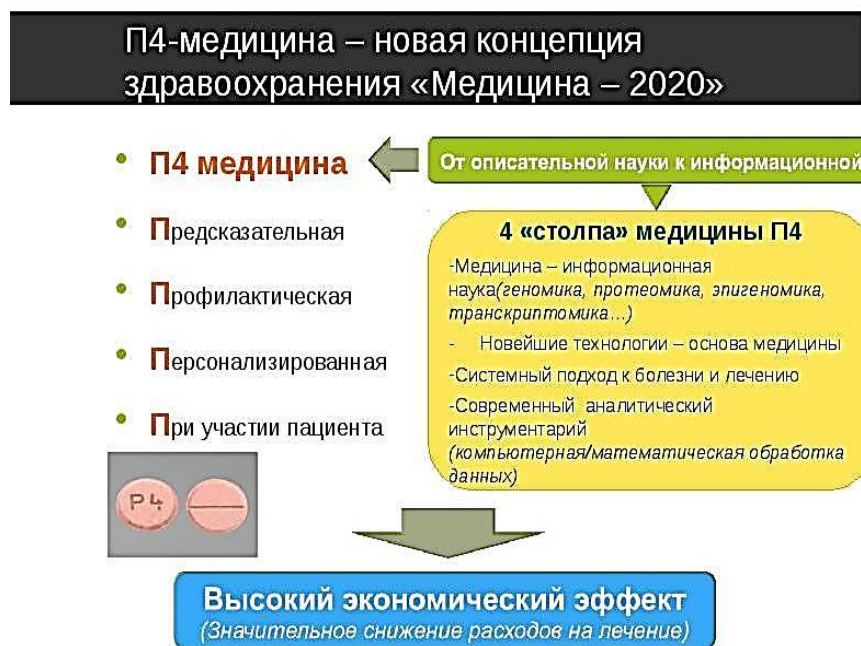 П4-медицина – новая концепция
здравоохранения «Медицина – 2020»
П4 медицина
Предсказательная
Профилактическая
Персонализированная
При участии пациента
От описательной науки к информационной
4 «столпа» медицины П4
-Медицина – информационная
наука(геномика, протеомика, эпигеномика,
транскриптомика...)
- Новейшие технологии – основа медицины
-Системный подход к болезни и лечению
-Современный аналитический
инструментарий
(компьютерная/математическая обработка
данных)
P4
Высокий экономический эффект
(Значительное снижение расходов на лечение)